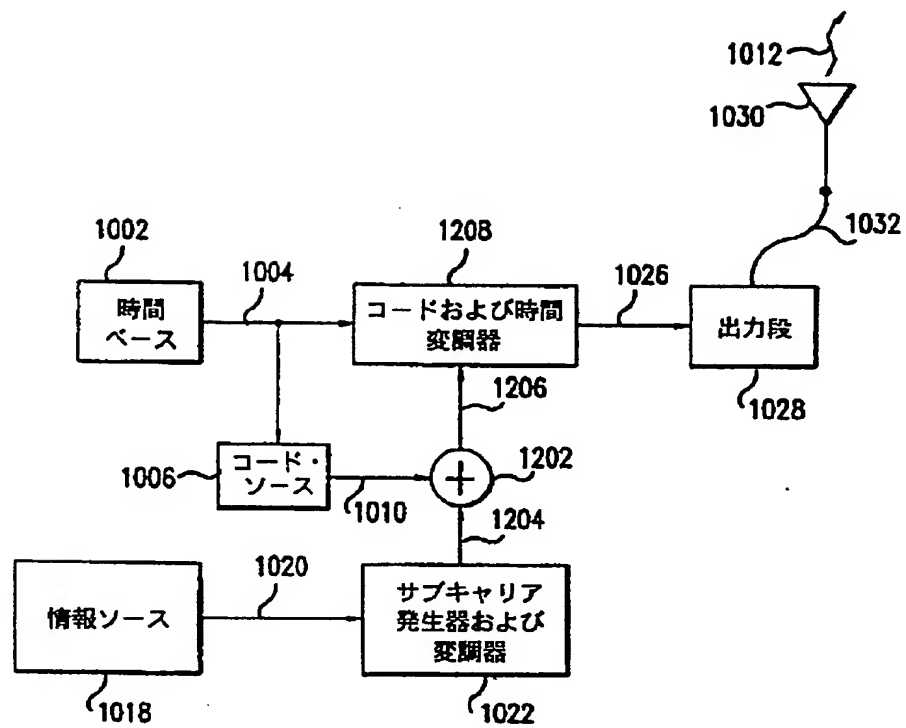 1012
1030
1032
1002
1004
1208
1026
時間
ベース
コードおよび時間
変調器
出力段
1028
1206
1006
コード・
ソース
1010
+
1202
1204
1020
情報ソース
サブキャリア
発生器および
変調器
1018
1022